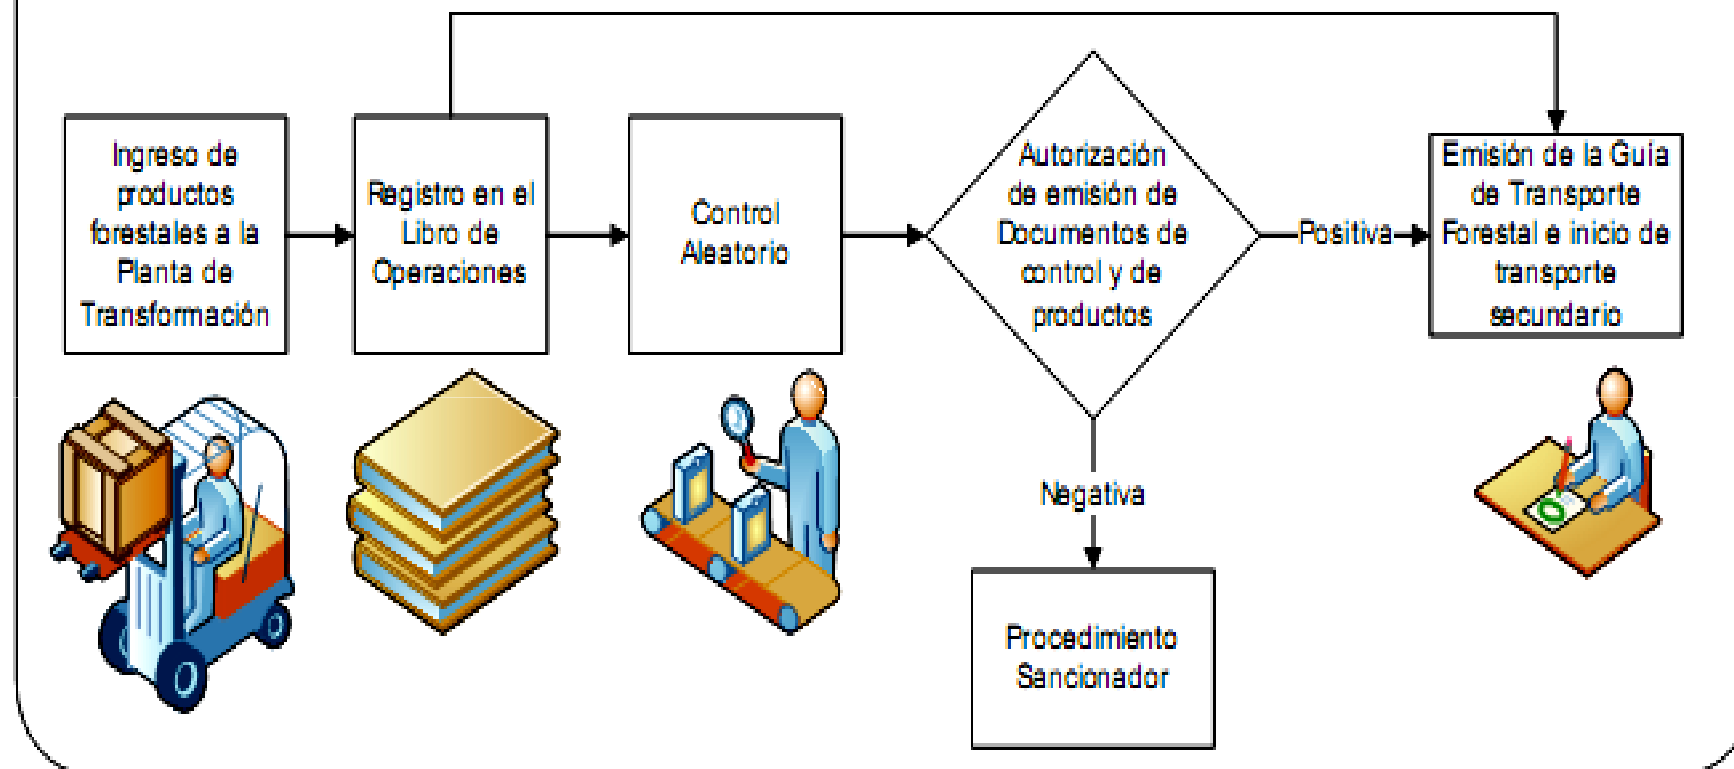 Ingreso de
productos
forestales a la
Planta de
Transformación
Registro en el
Libro de
Operaciones
Control
Aleatorio
Autorización
de emisión de
Documentos de
control y de
productos
Positiva
Emisión de la Guía
de Transporte
Forestal e inicio de
transporte
secundario
Negativa
Procedimiento
Sancionador